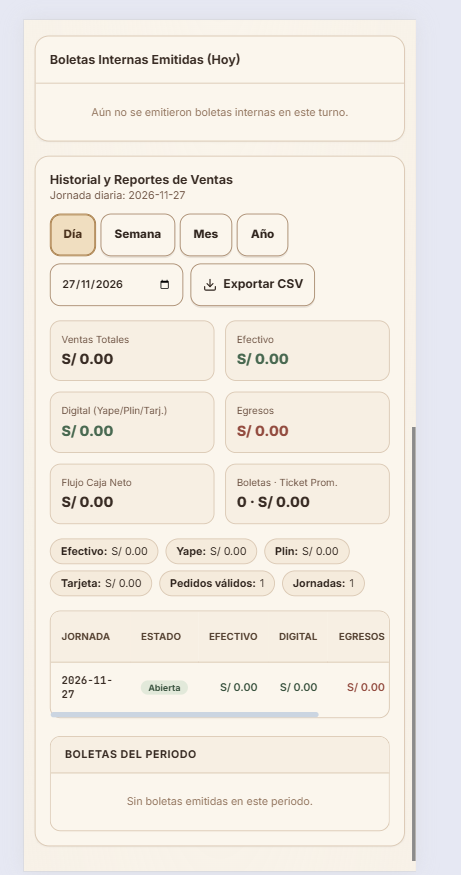 Boletas Internas Emitidas (Hoy)
Aún no se emitieron boletas internas en este turno.
Historial y Reportes de Ventas
Jornada diaria: 2026-11-27
Día Semana Mes Año
27/11/2026 Exportar CSV
Ventas Totales Efectivo
S/ 0.00 S/ 0.00
Digital (Yape/Plin/Tarj.) Egresos
S/ 0.00 S/ 0.00
Flujo Caja Neto Boletas · Ticket Prom.
S/ 0.00 0 · S/ 0.00
Efectivo: S/ 0.00 Yape: S/ 0.00 Plin: S/ 0.00
Tarjeta: S/ 0.00 Pedidos válidos: 1 Jornadas: 1
JORNADA ESTADO EFECTIVO DIGITAL EGRESOS
2026-11-
27 Abierta S/ 0.00 S/ 0.00 S/ 0.00
BOLETAS DEL PERIODO
Sin boletas emitidas en este periodo.